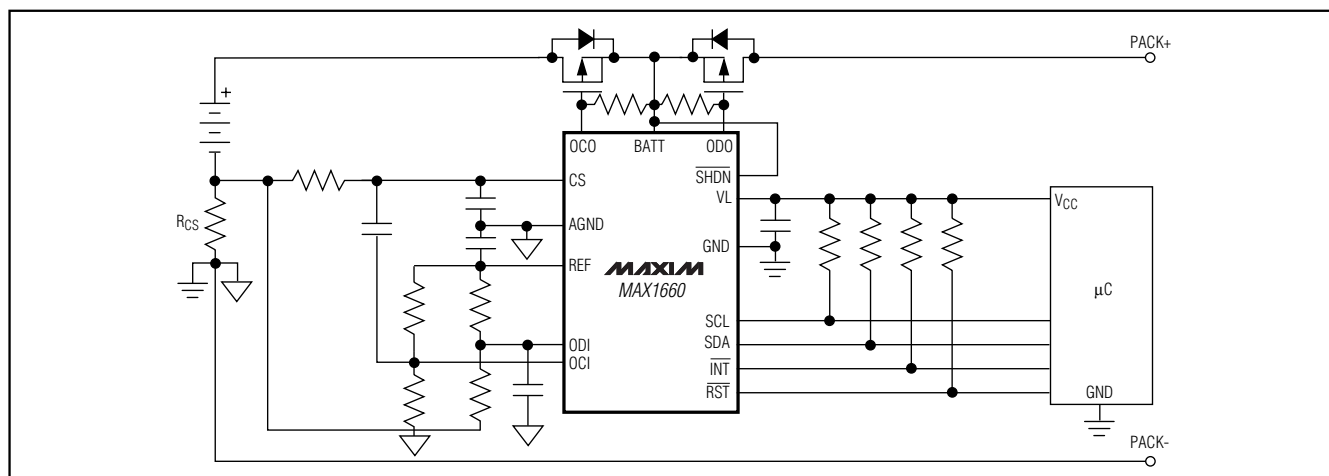 PACK+
+
OCO BATT ODO
CS
SHDN
VL
VCC
RCS
AGND
GND
REF
MAXIM
MAX1660
µC
SCL
ODI
SDA
OCI
INT
RST
GND
PACK-